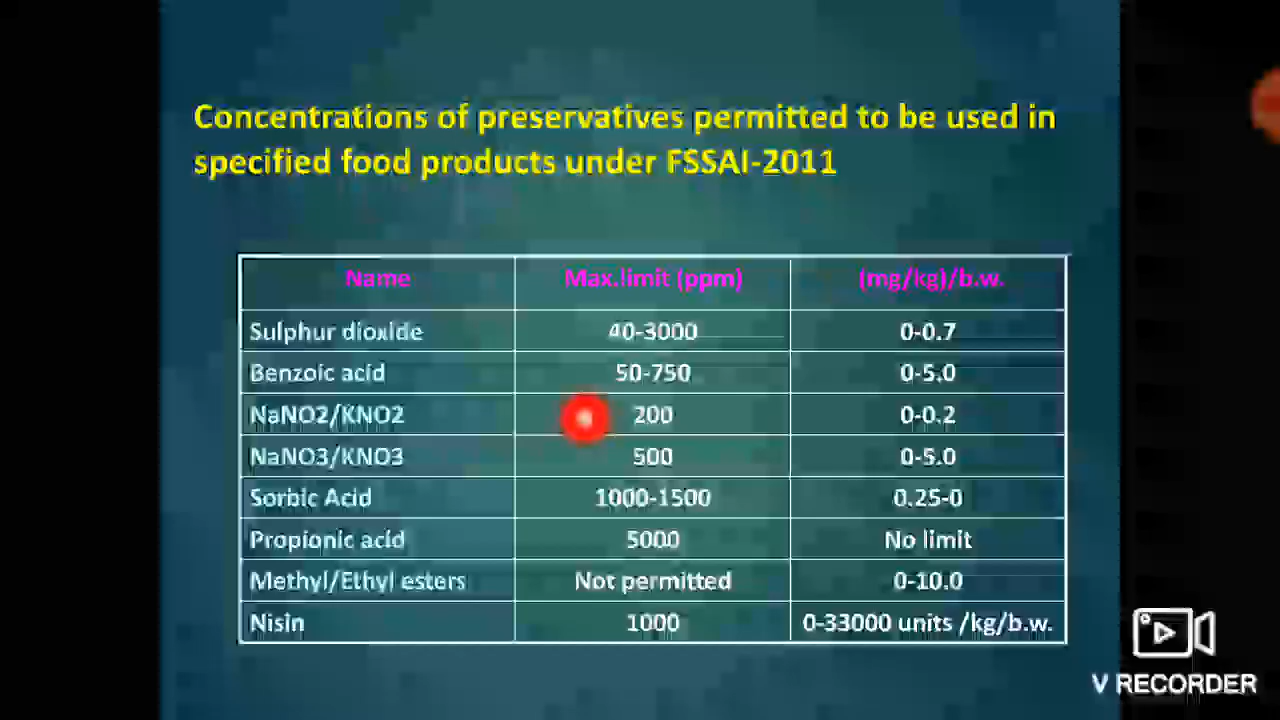 Concentrations of preservatives permitted to be used in
specified food products under FSSAI-2011
Name Max.limit (ppm) (mg/kg)/b.w.
Sulphur dioxide 40-3000 0-0.7
Benzoic acid 50-750 0-5.0
NaNO2/KNO2 200 0-0.2
NaNO3/KNO3 500 0-5.0
Sorbic Acid 1000-1500 0.25-0
Propionic acid 5000 No limit
Methyl/Ethyl esters Not permitted 0-10.0
Nisin 1000 0-33000 units /kg/b.w.
V RECORDER